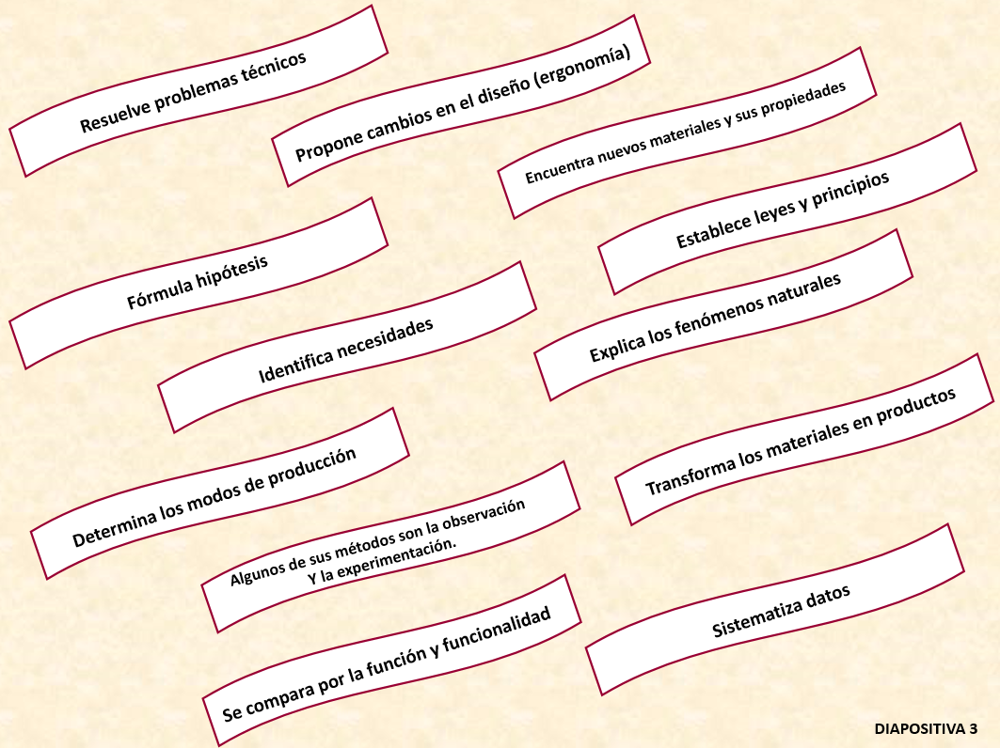 Resuelve problemas técnicos
Propone cambios en el diseño (ergonomía)
Encuentra nuevos materiales y sus propiedades
Establece leyes y principios
Fórmula hipótesis
Identifica necesidades
Explica los fenómenos naturales
Transforma los materiales en productos
Determina los modos de producción
Algunos de sus métodos son la observación
Y la experimentación.
Sistematiza datos
Se compara por la función y funcionalidad
DIAPOSITIVA 3